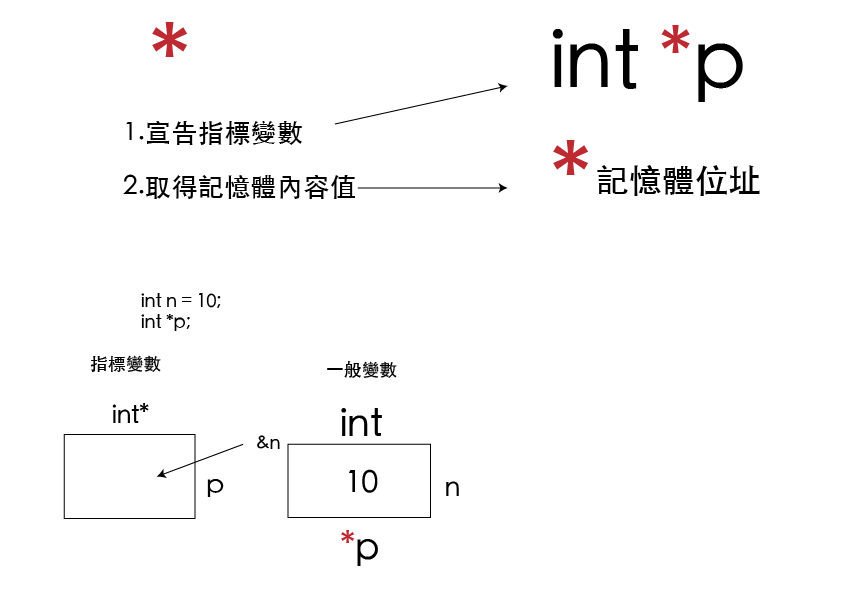 *
int *p
1.宣告指標變數
2.取得記憶體內容值
*記憶體位址
int n = 10;
int *p;
指標變數
一般變數
int*
int
&n
10
p
n
*p